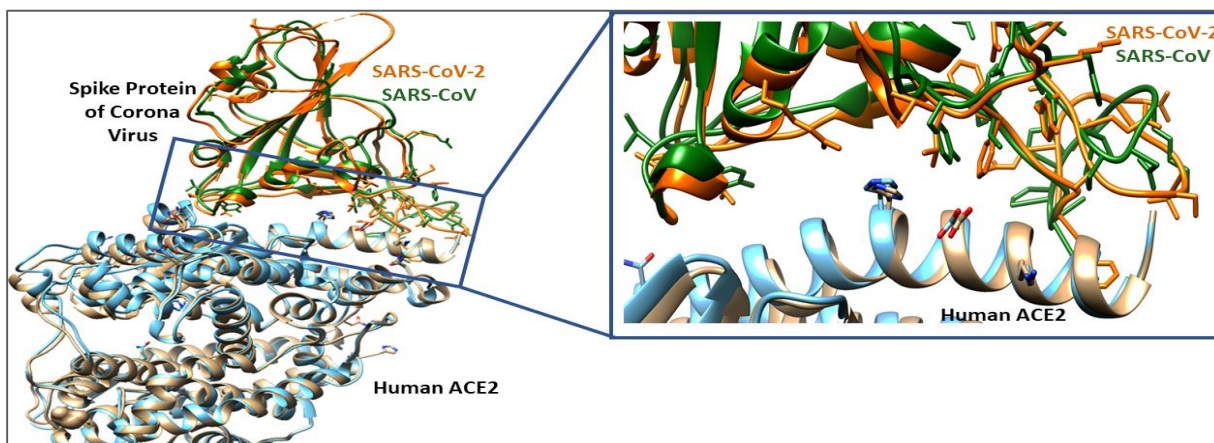 Spike Protein
of Corona
Virus
SARS-CoV-2
SARS-CoV
Human ACE2
SARS-CoV-2
SARS-CoV
Human ACE2